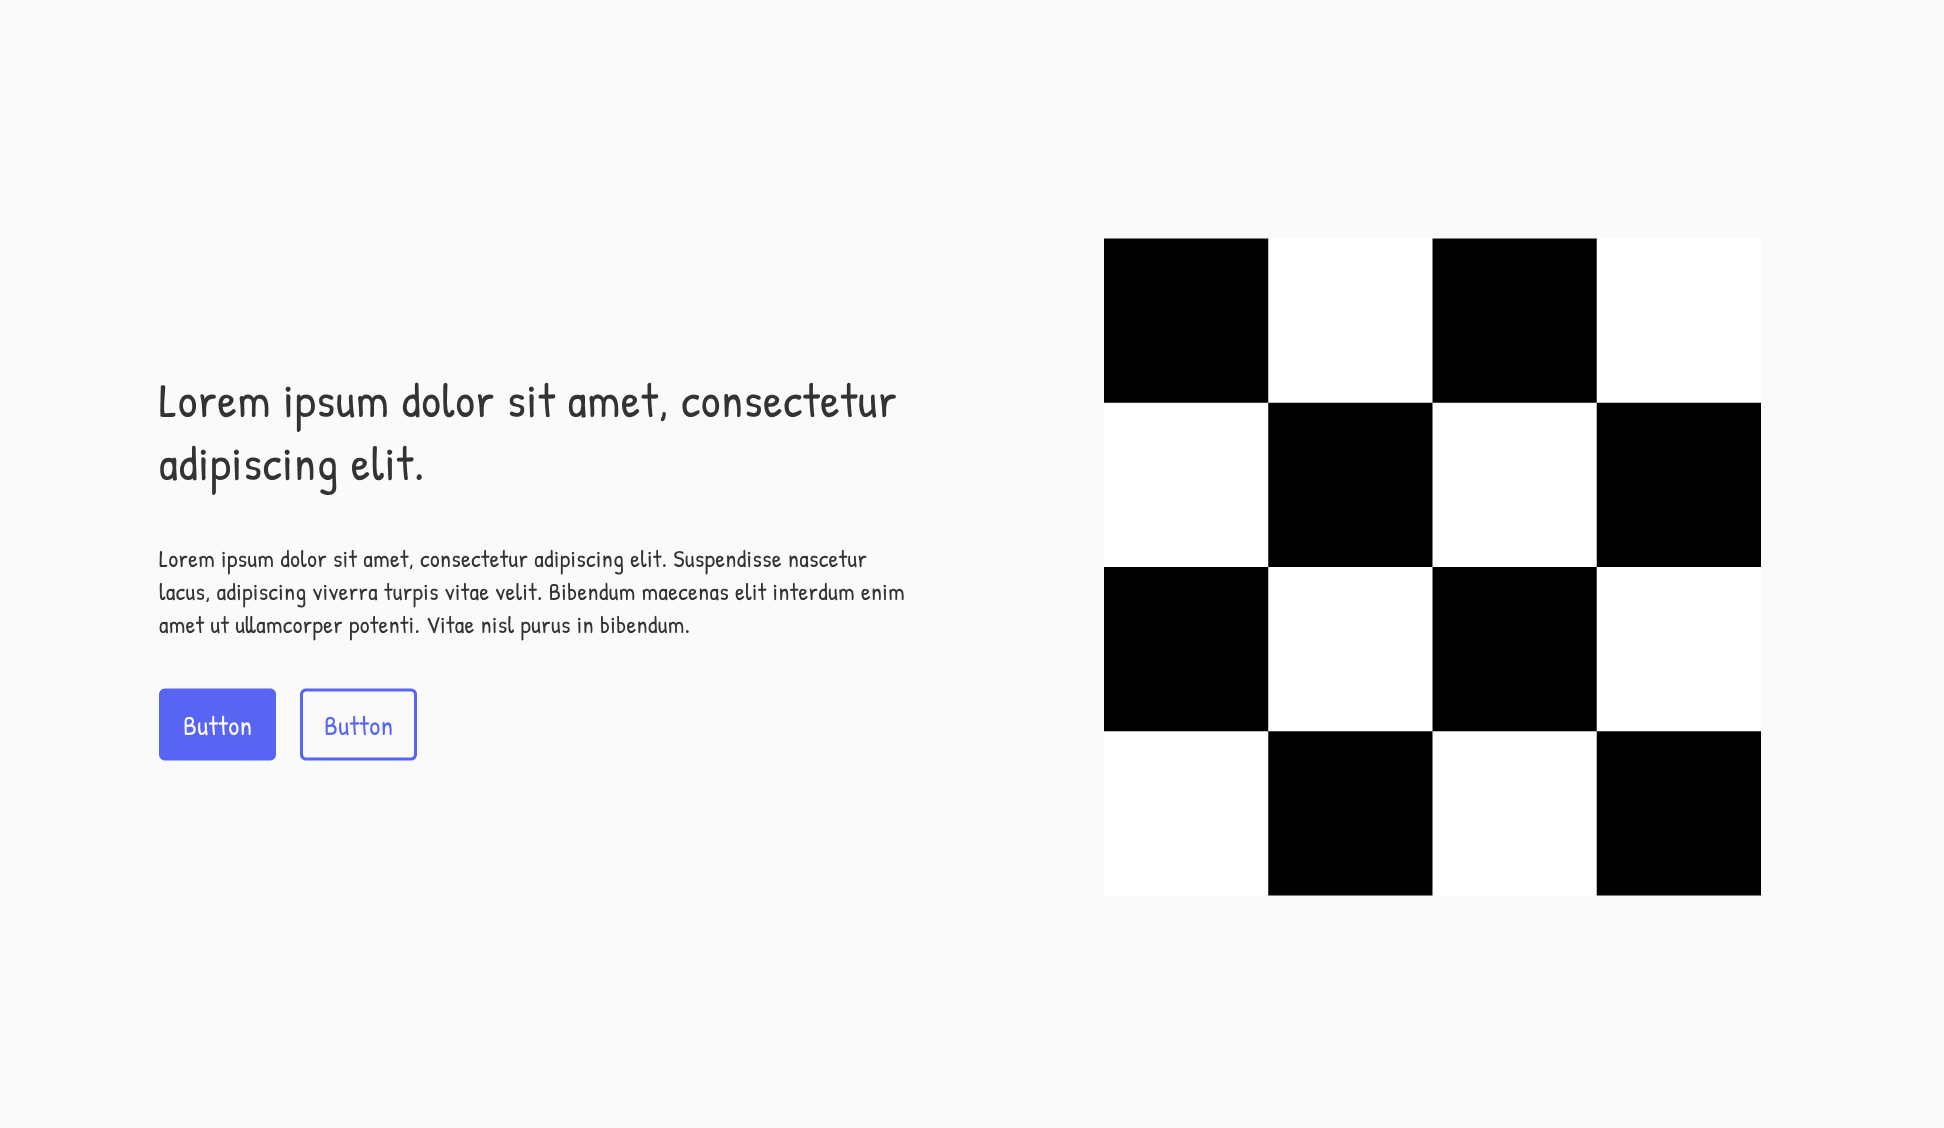 Lorem ipsum dolor sit amet, consectetur
adipiscing elit.
Lorem ipsum dolor sit amet, consectetur adipiscing elit. Suspendisse nascetur
lacus, adipiscing viverra turpis vitae velit. Bibendum maecenas elit interdum enim
amet ut ullamcorper potenti. Vitae nisl purus in bibendum.
Button Button